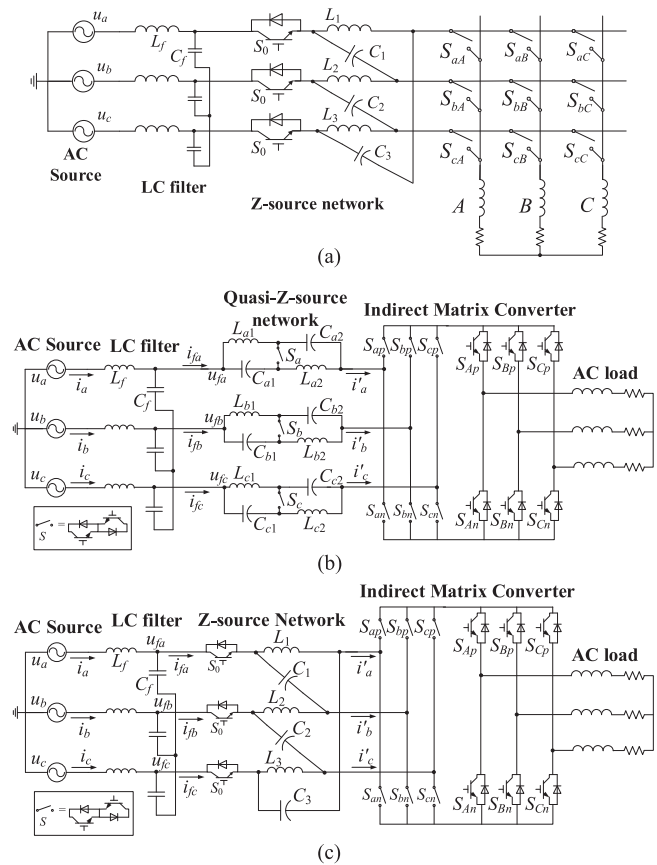 u_a
L_f
C_f
S_0
L_1
C_1
S_aA
S_aB
S_aC
u_b
S_0
L_2
C_2
S_bA
S_bB
S_bC
u_c
S_0
L_3
C_3
S_cA
S_cB
S_cC
AC
Source
LC filter
Z-source network
A
B
C
(a)
Quasi-Z-source
network
Indirect Matrix Converter
AC Source
LC filter
u_a
i_a
L_f
C_f
i_fa
u_fa
L_a1
C_a2
S_a
C_a1
L_a2
i'_a
S_ap
S_bp
S_cp
S_Ap
S_Bp
S_Cp
AC load
u_b
i_b
i_fb
u_fb
L_b1
C_b2
S_b
C_b1
L_b2
i'_b
u_c
i_c
i_fc
u_fc
L_c1
C_c2
S_c
C_c1
L_c2
i'_c
S_an
S_bn
S_cn
S_An
S_Bn
S_Cn
S =
(b)
Indirect Matrix Converter
AC Source
LC filter
Z-source Network
u_a
i_a
L_f
C_f
u_fa
i_fa
S_0
L_1
C_1
i'_a
S_ap
S_bp
S_cp
S_Ap
S_Bp
S_Cp
AC load
u_b
i_b
u_fb
i_fb
S_0
L_2
C_2
i'_b
u_c
i_c
u_fc
i_fc
S_0
L_3
C_3
i'_c
S_an
S_bn
S_cn
S_An
S_Bn
S_Cn
S =
(c)